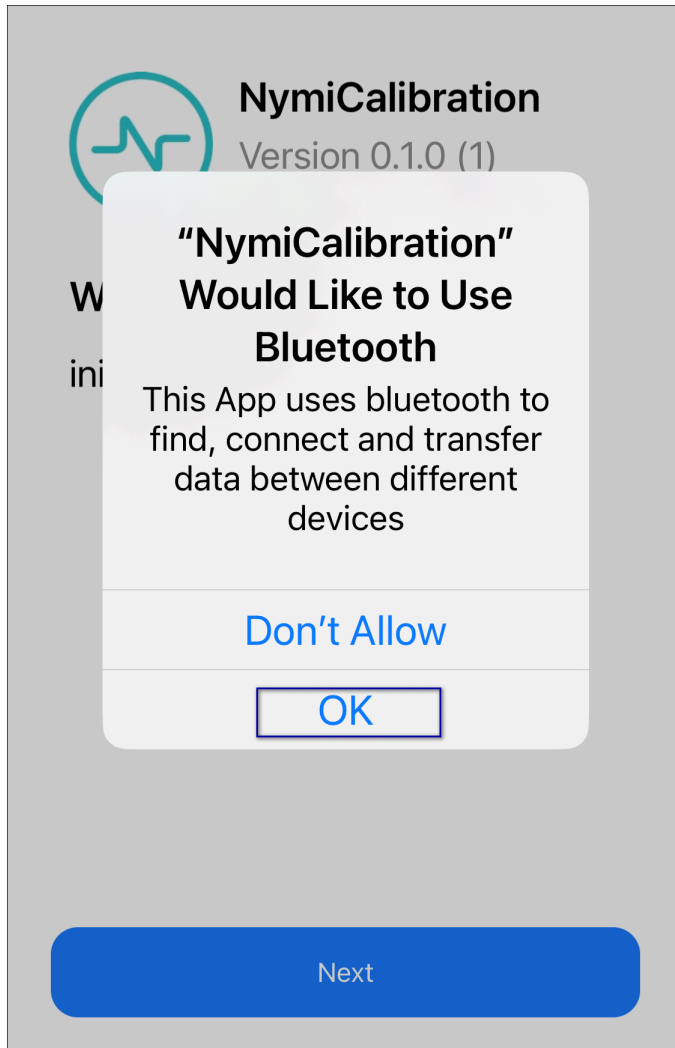 NymiCalibration
Version 0.1.0 (1)
“NymiCalibration”
Would Like to Use
Bluetooth
This App uses bluetooth to
find, connect and transfer
data between different
devices
Don’t Allow
OK
Next